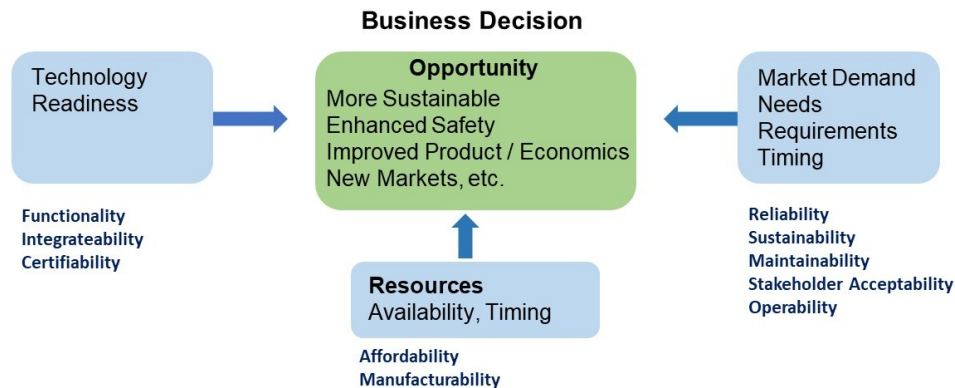 Business Decision
Technology
Readiness
Functionality
Integrateability
Certifiability
Opportunity
More Sustainable
Enhanced Safety
Improved Product / Economics
New Markets, etc.
Resources
Availability, Timing
Affordability
Manufacturability
Market Demand
Needs
Requirements
Timing
Reliability
Sustainability
Maintainability
Stakeholder Acceptability
Operability